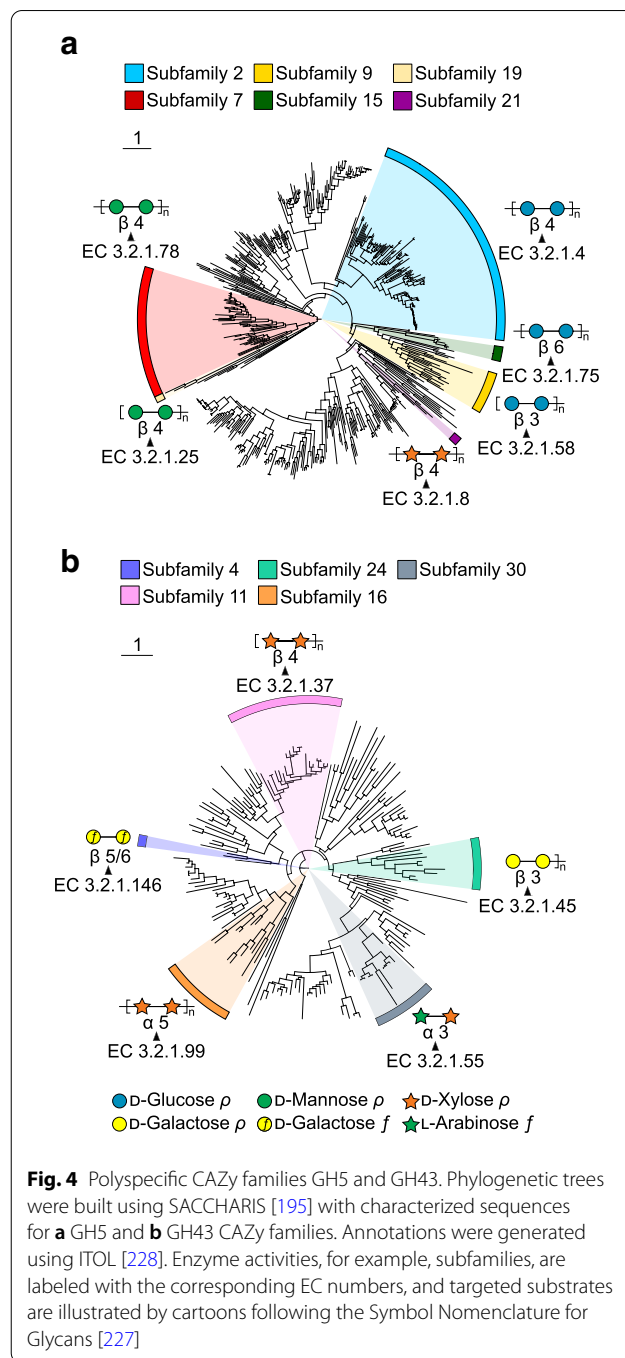 a
Subfamily 2 Subfamily 9 Subfamily 19
Subfamily 7 Subfamily 15 Subfamily 21
1
[ ]n
β 4
EC 3.2.1.78
[ ]n
β 4
EC 3.2.1.4
[ ]n
β 6
EC 3.2.1.75
[ ]n
β 3
EC 3.2.1.58
[ ]n
β 4
EC 3.2.1.25
[ ]n
β 4
EC 3.2.1.8
b
Subfamily 4 Subfamily 24 Subfamily 30
Subfamily 11 Subfamily 16
1
[ ]n
β 4
EC 3.2.1.37
f f
β 5/6
EC 3.2.1.146
[ ]n
β 3
EC 3.2.1.45
[ ]n
α 5
EC 3.2.1.99
α 3
EC 3.2.1.55
D-Glucose ρ D-Mannose ρ D-Xylose ρ
D-Galactose ρ f D-Galactose f L-Arabinose f
Fig. 4 Polyspecific CAZy families GH5 and GH43. Phylogenetic trees
were built using SACCHARIS [195] with characterized sequences
for a GH5 and b GH43 CAZy families. Annotations were generated
using ITOL [228]. Enzyme activities, for example, subfamilies, are
labeled with the corresponding EC numbers, and targeted substrates
are illustrated by cartoons following the Symbol Nomenclature for
Glycans [227]